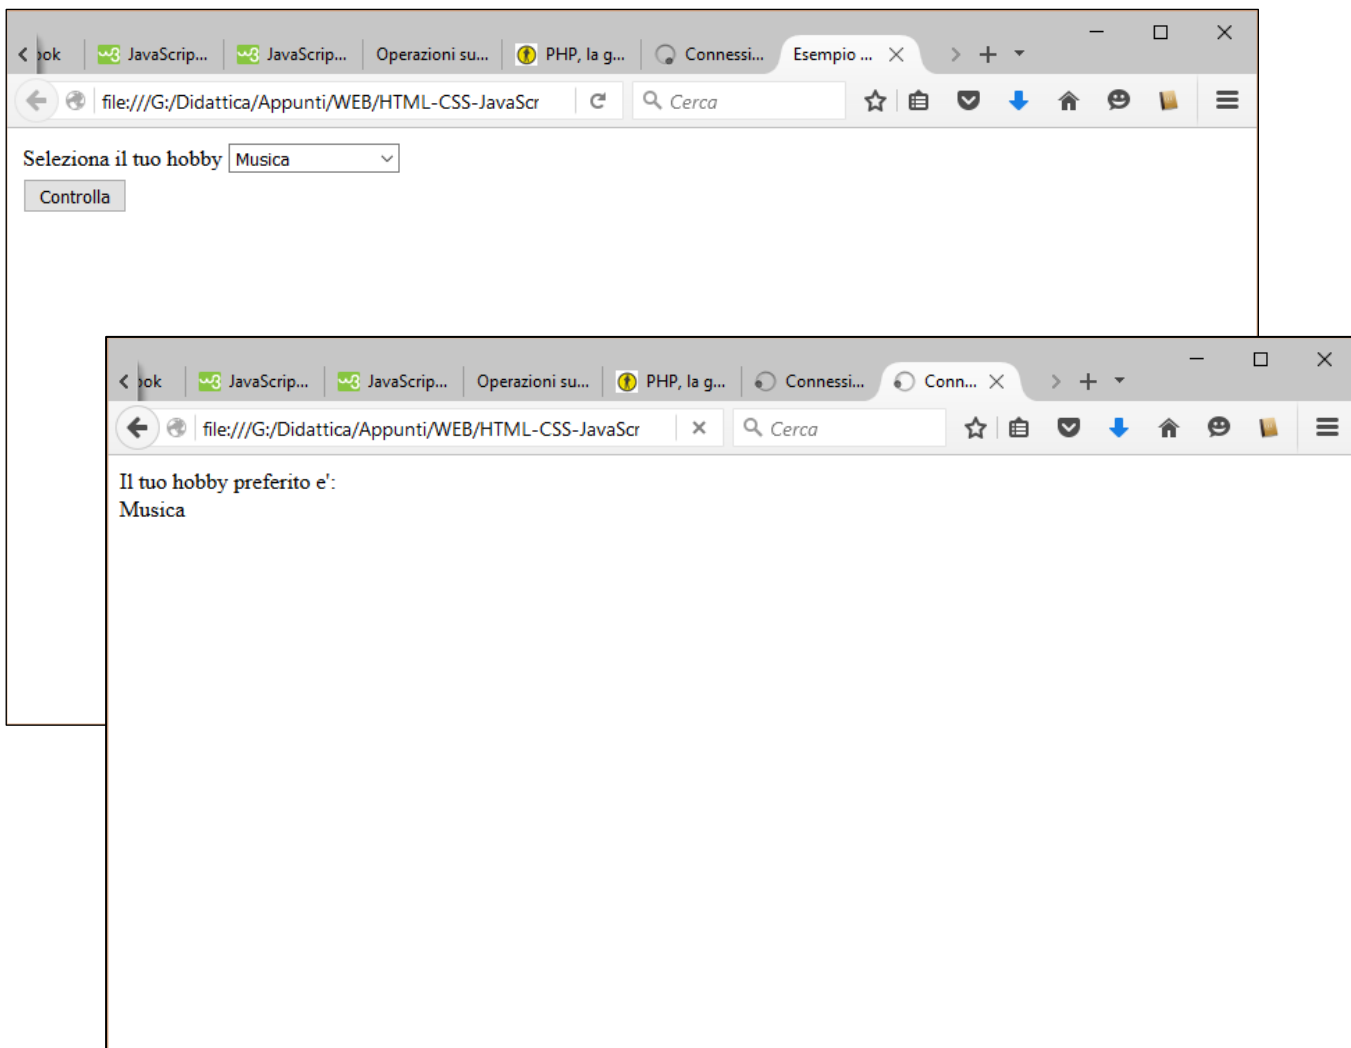 ok JavaScrip... JavaScrip... Operazioni su... PHP, la g... Connessi... Esempio ...
file:///G:/Didattica/Appunti/WEB/HTML-CSS-JavaScr Cerca
Seleziona il tuo hobby Musica
Controlla
ok JavaScrip... JavaScrip... Operazioni su... PHP, la g... Connessi... Conn...
file:///G:/Didattica/Appunti/WEB/HTML-CSS-JavaScr Cerca
Il tuo hobby preferito e':
Musica